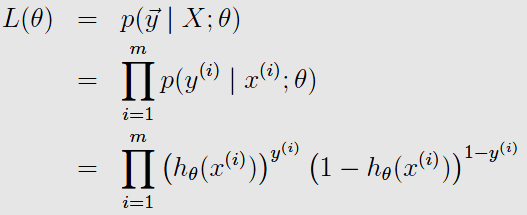 L(θ) = p(y⃗ | X; θ)
= ∏_{i=1}^{m} p(y^{(i)} | x^{(i)}; θ)
= ∏_{i=1}^{m} (h_θ(x^{(i)}))^{y^{(i)}} (1 − h_θ(x^{(i)}))^{1−y^{(i)}}